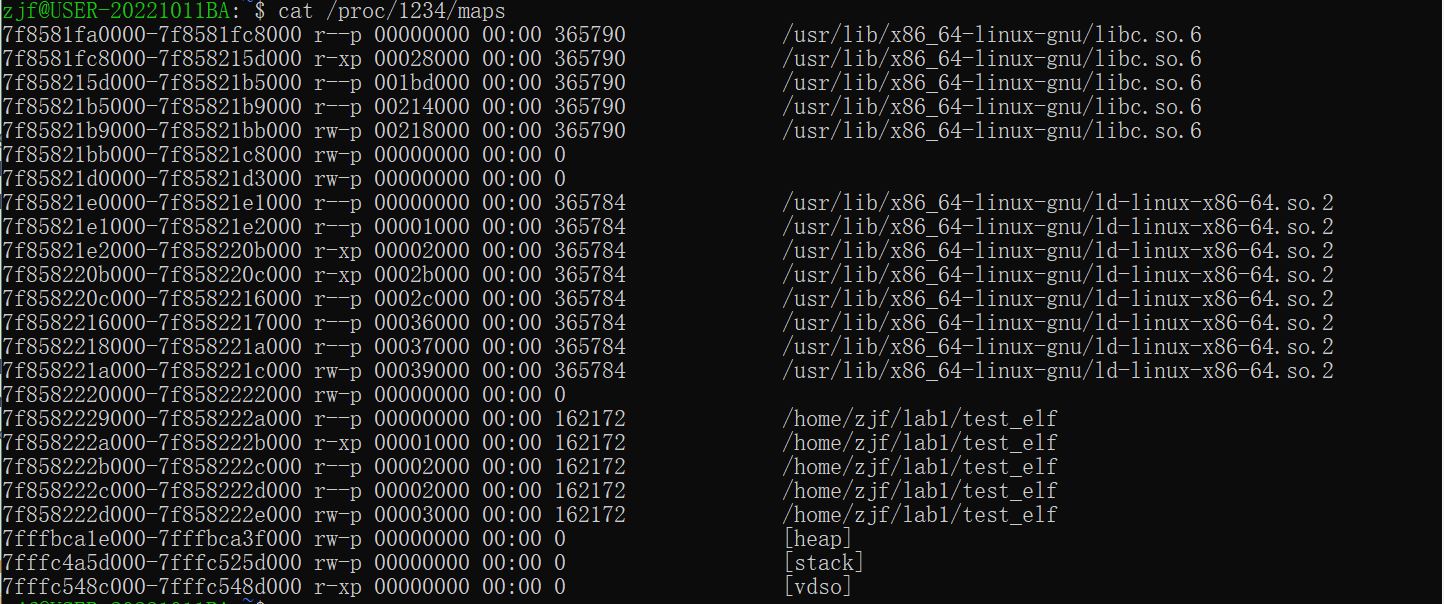 zjf@USER-20221011BA:~$ cat /proc/1234/maps
7f8581fa0000-7f8581fc8000 r--p 00000000 00:00 365790 /usr/lib/x86_64-linux-gnu/libc.so.6
7f8581fc8000-7f858215d000 r-xp 00028000 00:00 365790 /usr/lib/x86_64-linux-gnu/libc.so.6
7f858215d000-7f85821b5000 r--p 001bd000 00:00 365790 /usr/lib/x86_64-linux-gnu/libc.so.6
7f85821b5000-7f85821b9000 r--p 00214000 00:00 365790 /usr/lib/x86_64-linux-gnu/libc.so.6
7f85821b9000-7f85821bb000 rw-p 00218000 00:00 365790 /usr/lib/x86_64-linux-gnu/libc.so.6
7f85821bb000-7f85821c8000 rw-p 00000000 00:00 0
7f85821d0000-7f85821d3000 rw-p 00000000 00:00 0
7f85821e0000-7f85821e1000 r--p 00000000 00:00 365784 /usr/lib/x86_64-linux-gnu/ld-linux-x86-64.so.2
7f85821e1000-7f85821e2000 r--p 00001000 00:00 365784 /usr/lib/x86_64-linux-gnu/ld-linux-x86-64.so.2
7f85821e2000-7f858220b000 r-xp 00002000 00:00 365784 /usr/lib/x86_64-linux-gnu/ld-linux-x86-64.so.2
7f858220b000-7f858220c000 r-xp 0002b000 00:00 365784 /usr/lib/x86_64-linux-gnu/ld-linux-x86-64.so.2
7f858220c000-7f8582216000 r--p 0002c000 00:00 365784 /usr/lib/x86_64-linux-gnu/ld-linux-x86-64.so.2
7f8582216000-7f8582217000 r--p 00036000 00:00 365784 /usr/lib/x86_64-linux-gnu/ld-linux-x86-64.so.2
7f8582218000-7f858221a000 r--p 00037000 00:00 365784 /usr/lib/x86_64-linux-gnu/ld-linux-x86-64.so.2
7f858221a000-7f858221c000 rw-p 00039000 00:00 365784 /usr/lib/x86_64-linux-gnu/ld-linux-x86-64.so.2
7f8582220000-7f8582222000 rw-p 00000000 00:00 0
7f8582229000-7f858222a000 r--p 00000000 00:00 162172 /home/zjf/lab1/test_elf
7f858222a000-7f858222b000 r-xp 00001000 00:00 162172 /home/zjf/lab1/test_elf
7f858222b000-7f858222c000 r--p 00002000 00:00 162172 /home/zjf/lab1/test_elf
7f858222c000-7f858222d000 r--p 00002000 00:00 162172 /home/zjf/lab1/test_elf
7f858222d000-7f858222e000 rw-p 00003000 00:00 162172 /home/zjf/lab1/test_elf
7fffbca1e000-7fffbca3f000 rw-p 00000000 00:00 0 [heap]
7fffc4a5d000-7fffc525d000 rw-p 00000000 00:00 0 [stack]
7fffc548c000-7fffc548d000 r-xp 00000000 00:00 0 [vdso]
zjf@USER-20221011BA:~$